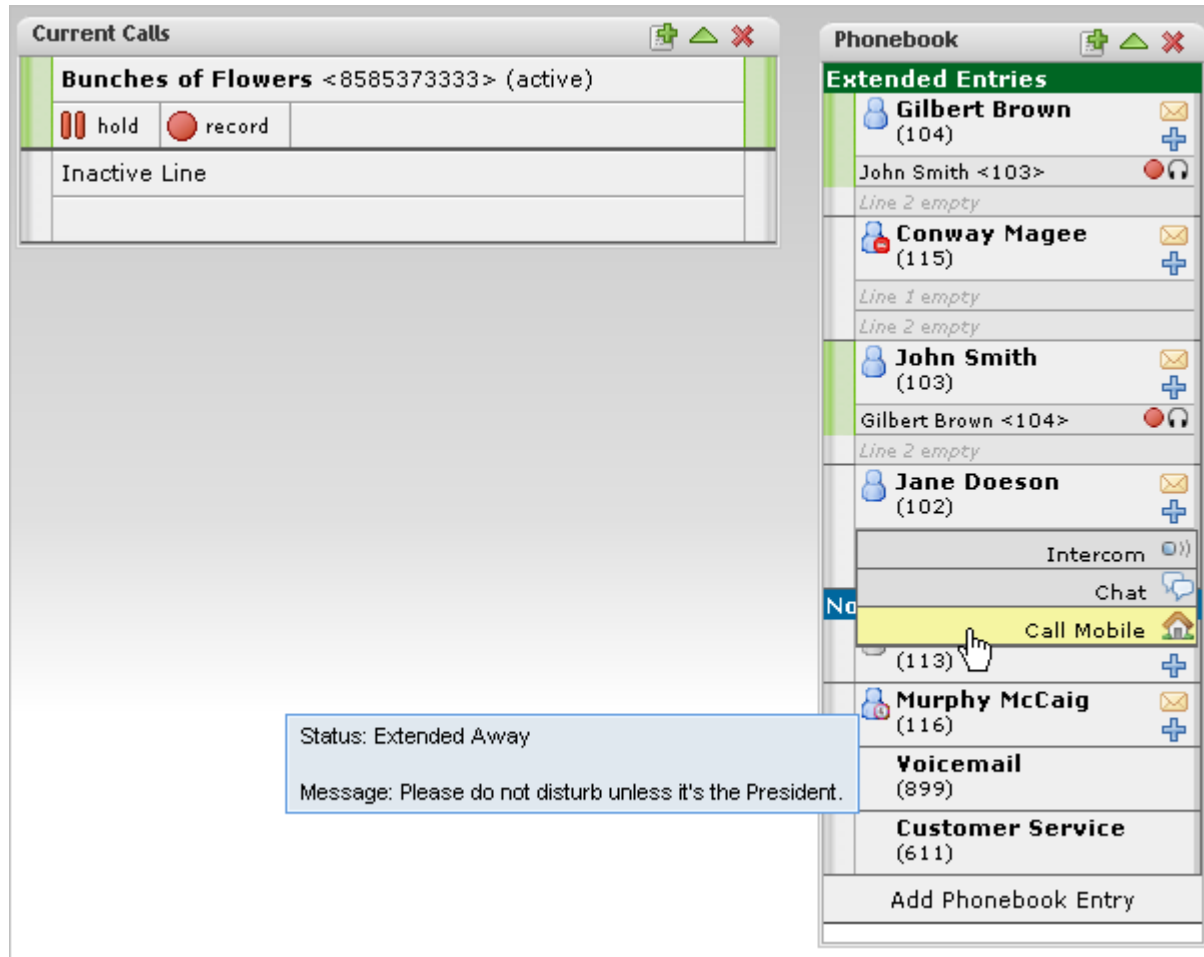 Current Calls
Bunches of Flowers <8585373333> (active)
hold record
Inactive Line
Phonebook
Extended Entries
Gilbert Brown
(104)
John Smith <103>
Line 2 empty
Conway Magee
(115)
Line 1 empty
Line 2 empty
John Smith
(103)
Gilbert Brown <104>
Line 2 empty
Jane Doeson
(102)
Intercom
Chat
Call Mobile
(113)
Murphy McCaig
(116)
Voicemail
(899)
Customer Service
(611)
Add Phonebook Entry
Status: Extended Away
Message: Please do not disturb unless it's the President.